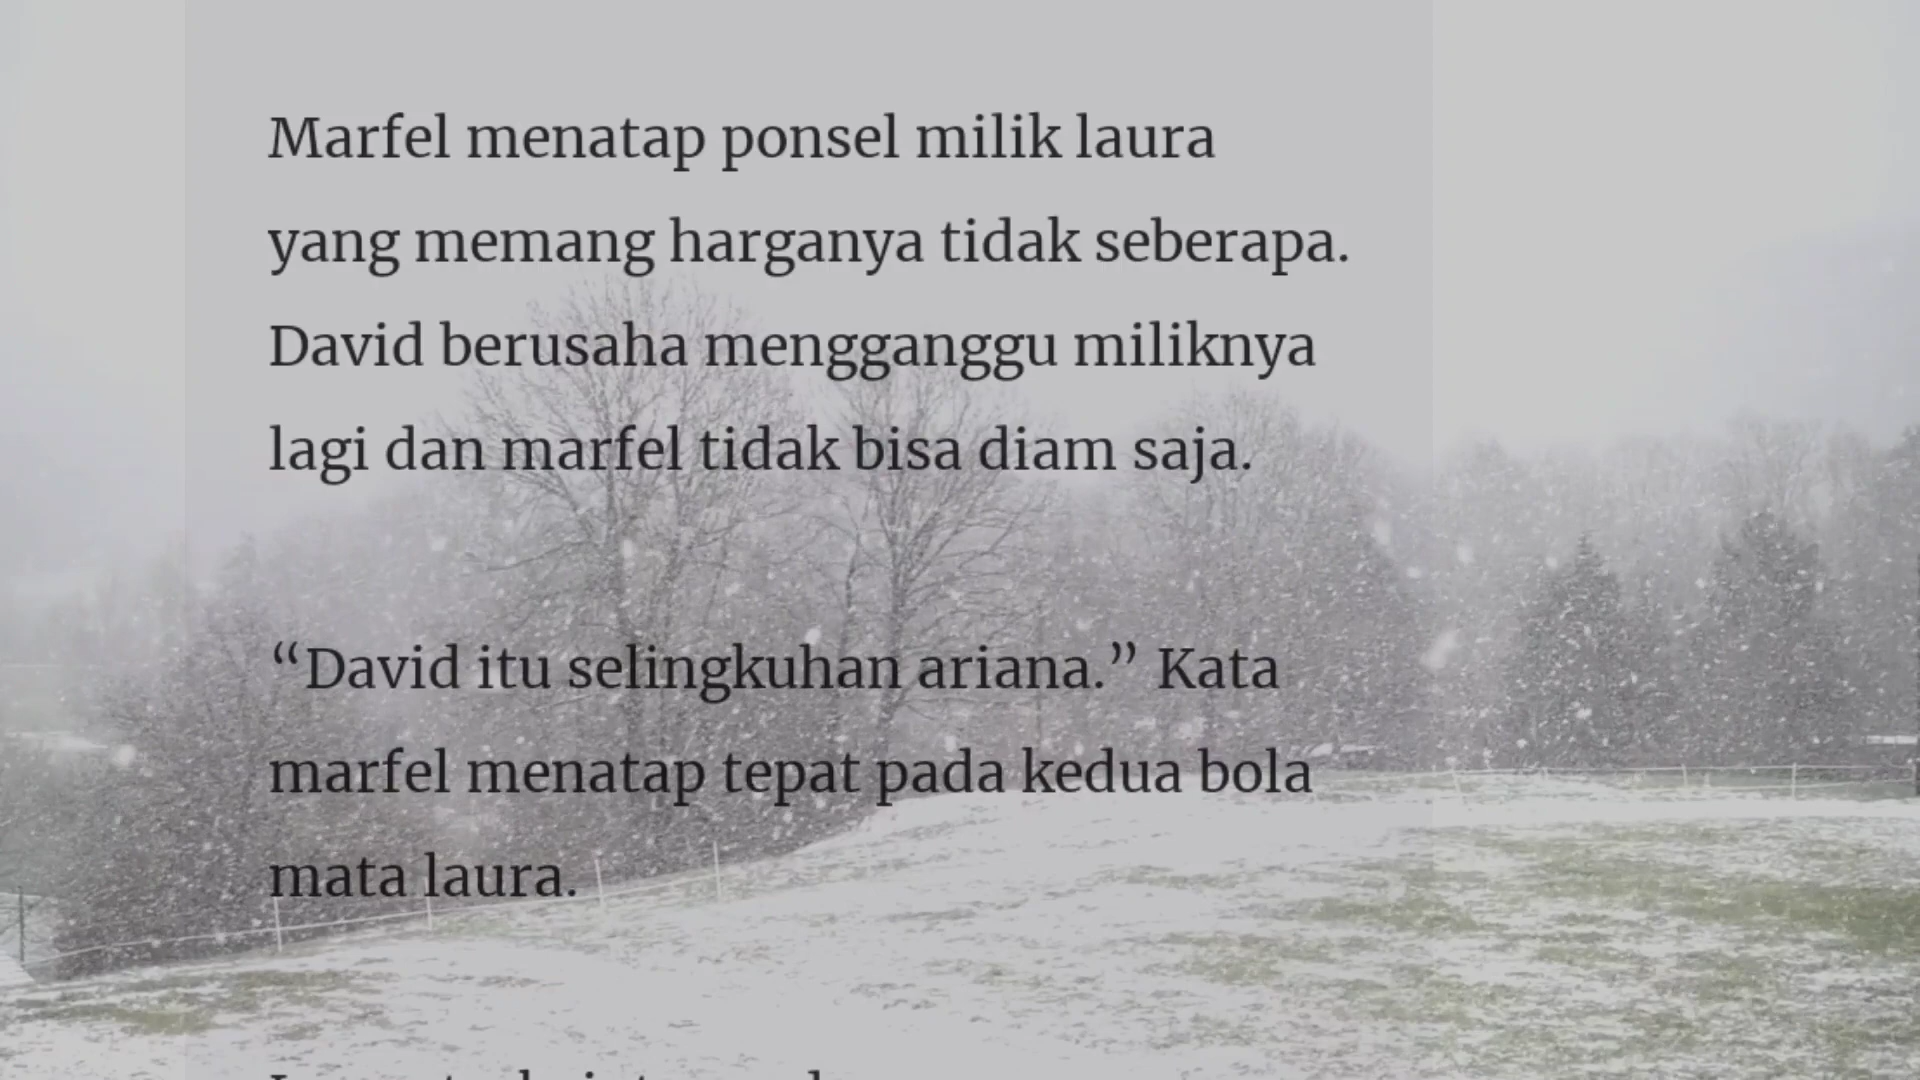 Marfel menatap ponsel milik laura
yang memang harganya tidak seberapa.
David berusaha mengganggu miliknya
lagi dan marfel tidak bisa diam saja.
“David itu selingkuhan ariana.” Kata
marfel menatap tepat pada kedua bola
mata laura.